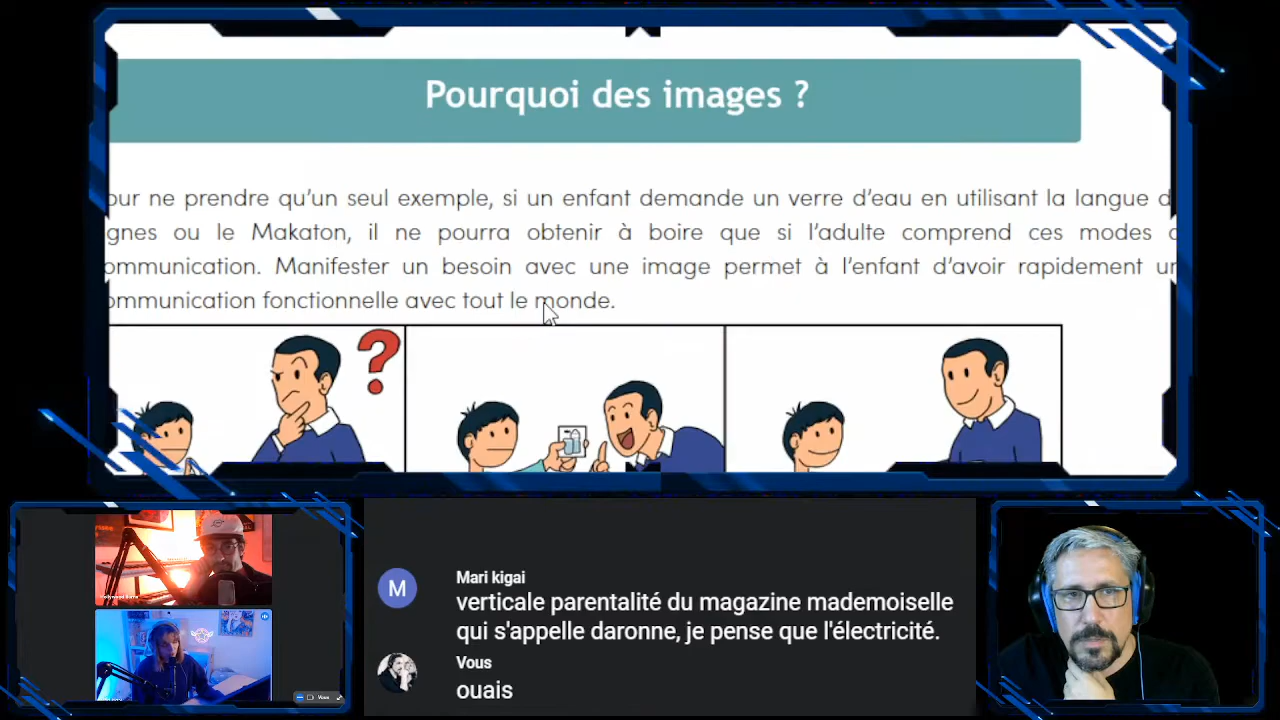 Pourquoi des images ?
our ne prendre qu'un seul exemple, si un enfant demande un verre d'eau en utilisant la langue d
gnes ou le Makaton, il ne pourra obtenir à boire que si l'adulte comprend ces modes d
ommunication. Manifester un besoin avec une image permet à l'enfant d'avoir rapidement un
ommunication fonctionnelle avec tout le monde.
?
M
Mari kigai
verticale parentalité du magazine mademoiselle
qui s'appelle daronne, je pense que l'électricité.
Vous
ouais
Vous